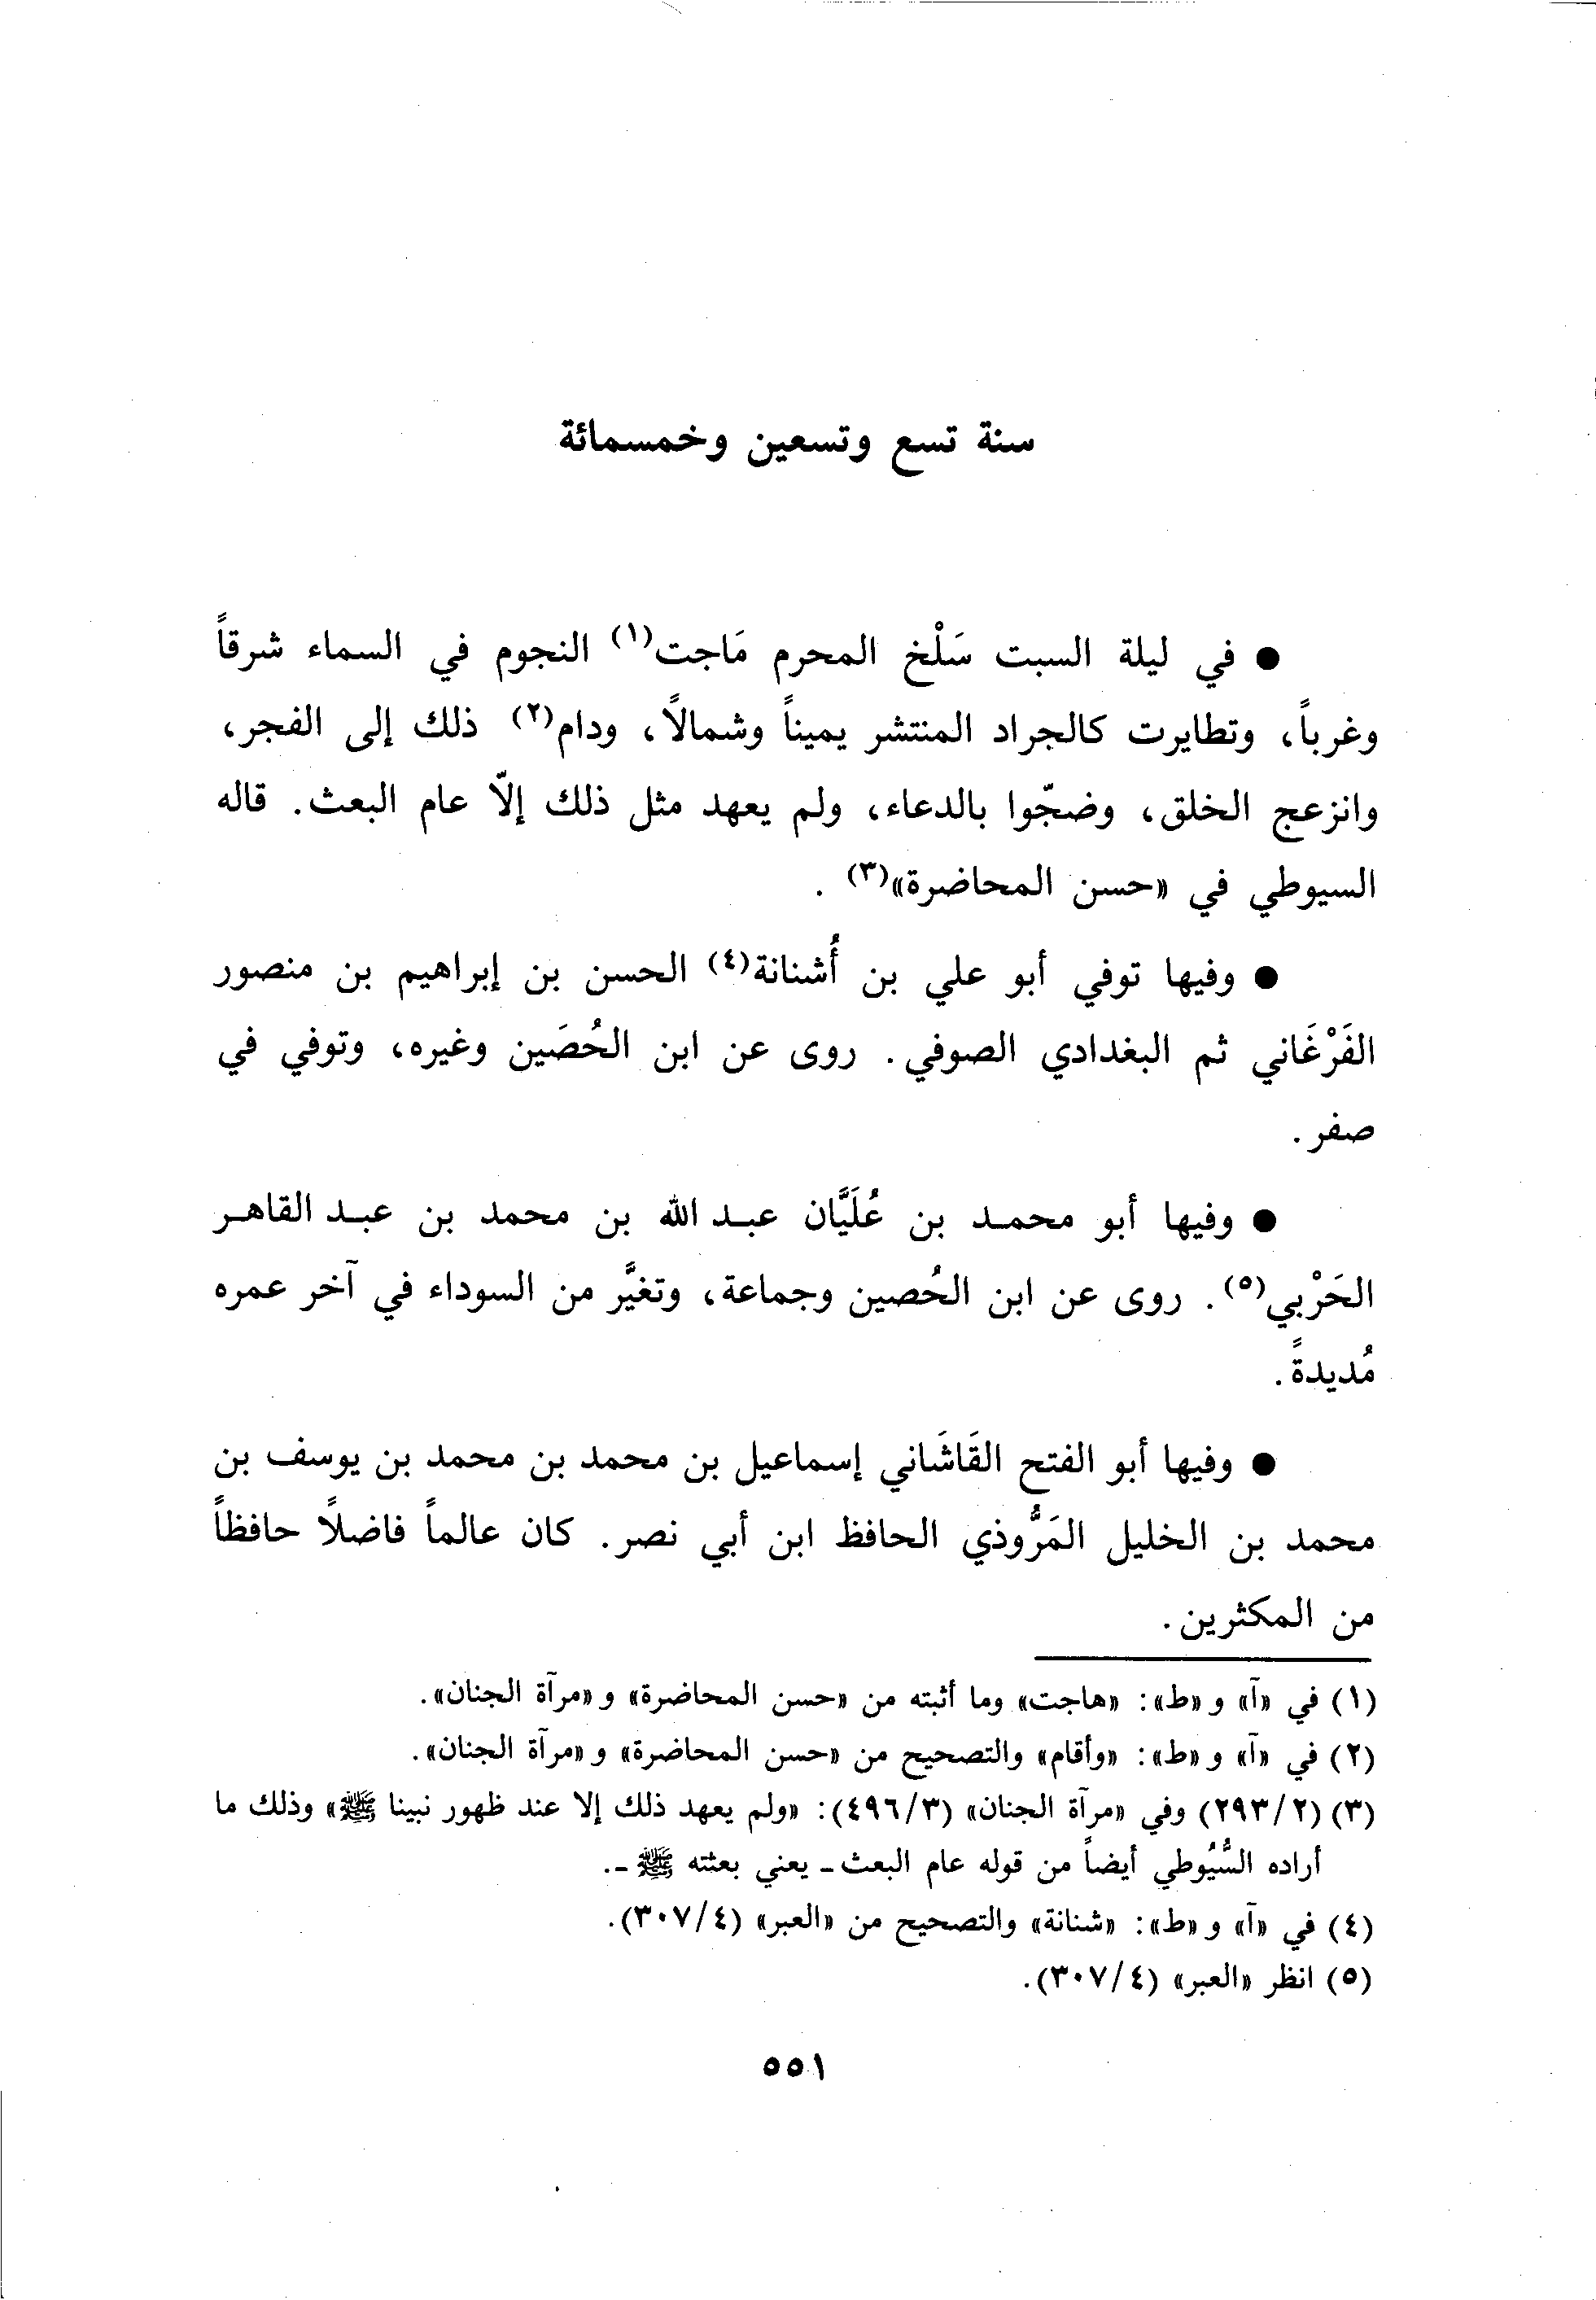 سنة تسع وتسعين وخمسمائة
● في ليلة السبت سَلْخ المحرم مَاجت(١) النجوم في السماء شرقاً
وغرباً، وتطايرت كالجراد المنتشر يميناً وشمالاً، ودام(٢) ذلك إلى الفجر،
وانزعج الخلق، وضجّوا بالدعاء، ولم يعهد مثل ذلك إلاّ عام البعث. قاله
السيوطي في «حسن المحاضرة»(٣) .
● وفيها توفي أبو علي بن أُشنانة(٤) الحسن بن إبراهيم بن منصور
الفَرْغَاني ثم البغدادي الصوفي. روى عن ابن الحُصَين وغيره، وتوفي في
صفر.
● وفيها أبو محمد بن عُلَيَّان عبد الله بن محمد بن عبد القاهر
الحَرْبي(٥). روى عن ابن الحُصين وجماعة، وتغيَّر من السوداء في آخر عمره
مُديدةً.
● وفيها أبو الفتح القَاشَاني إسماعيل بن محمد بن محمد بن يوسف بن
محمد بن الخليل المَرُّوذي الحافظ ابن أبي نصر. كان عالماً فاضلاً حافظاً
من المكثرين.
(١) في «آ» و «ط»: «هاجت» وما أثبته من «حسن المحاضرة» و «مرآة الجنان».
(٢) في «آ» و «ط»: «وأقام» والتصحيح من «حسن المحاضرة» و «مرآة الجنان».
(٣) (٢٩٣/٢) وفي «مرآة الجنان» (٤٩٦/٣): «ولم يعهد ذلك إلا عند ظهور نبينا ﷺ» وذلك ما
أراده السُّيُوطي أيضاً من قوله عام البعث ـ يعني بعثته ﷺ ـ.
(٤) في «آ» و «ط»: «شنانة» والتصحيح من «العبر» (٣٠٧/٤).
(٥) انظر «العبر» (٣٠٧/٤).
٥٥١